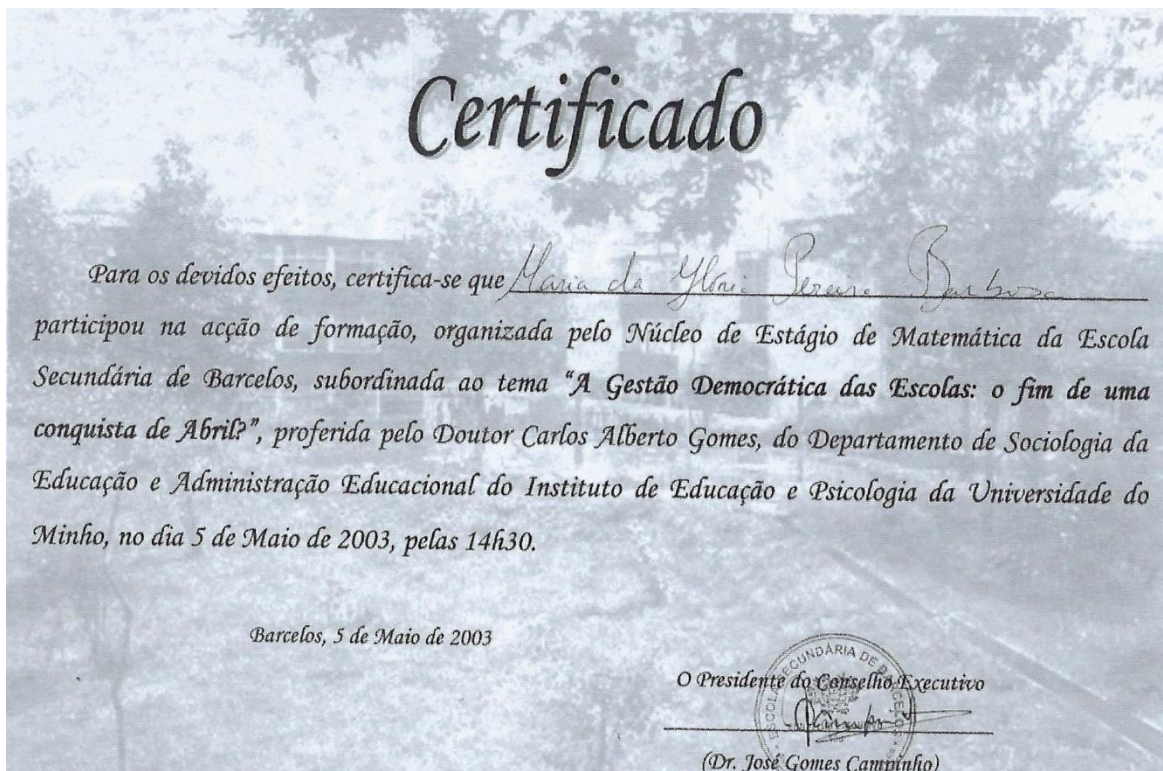 Certificado
Para os devidos efeitos, certifica-se que Maria da Glória Pereira Barbosa
participou na acção de formação, organizada pelo Núcleo de Estágio de Matemática da Escola
Secundária de Barcelos, subordinada ao tema “A Gestão Democrática das Escolas: o fim de uma
conquista de Abril?”, proferida pelo Doutor Carlos Alberto Gomes, do Departamento de Sociologia da
Educação e Administração Educacional do Instituto de Educação e Psicologia da Universidade do
Minho, no dia 5 de Maio de 2003, pelas 14h30.
Barcelos, 5 de Maio de 2003
ESCOLA SECUNDÁRIA DE BARCELOS
O Presidente do Conselho Executivo
(Dr. José Gomes Campinho)